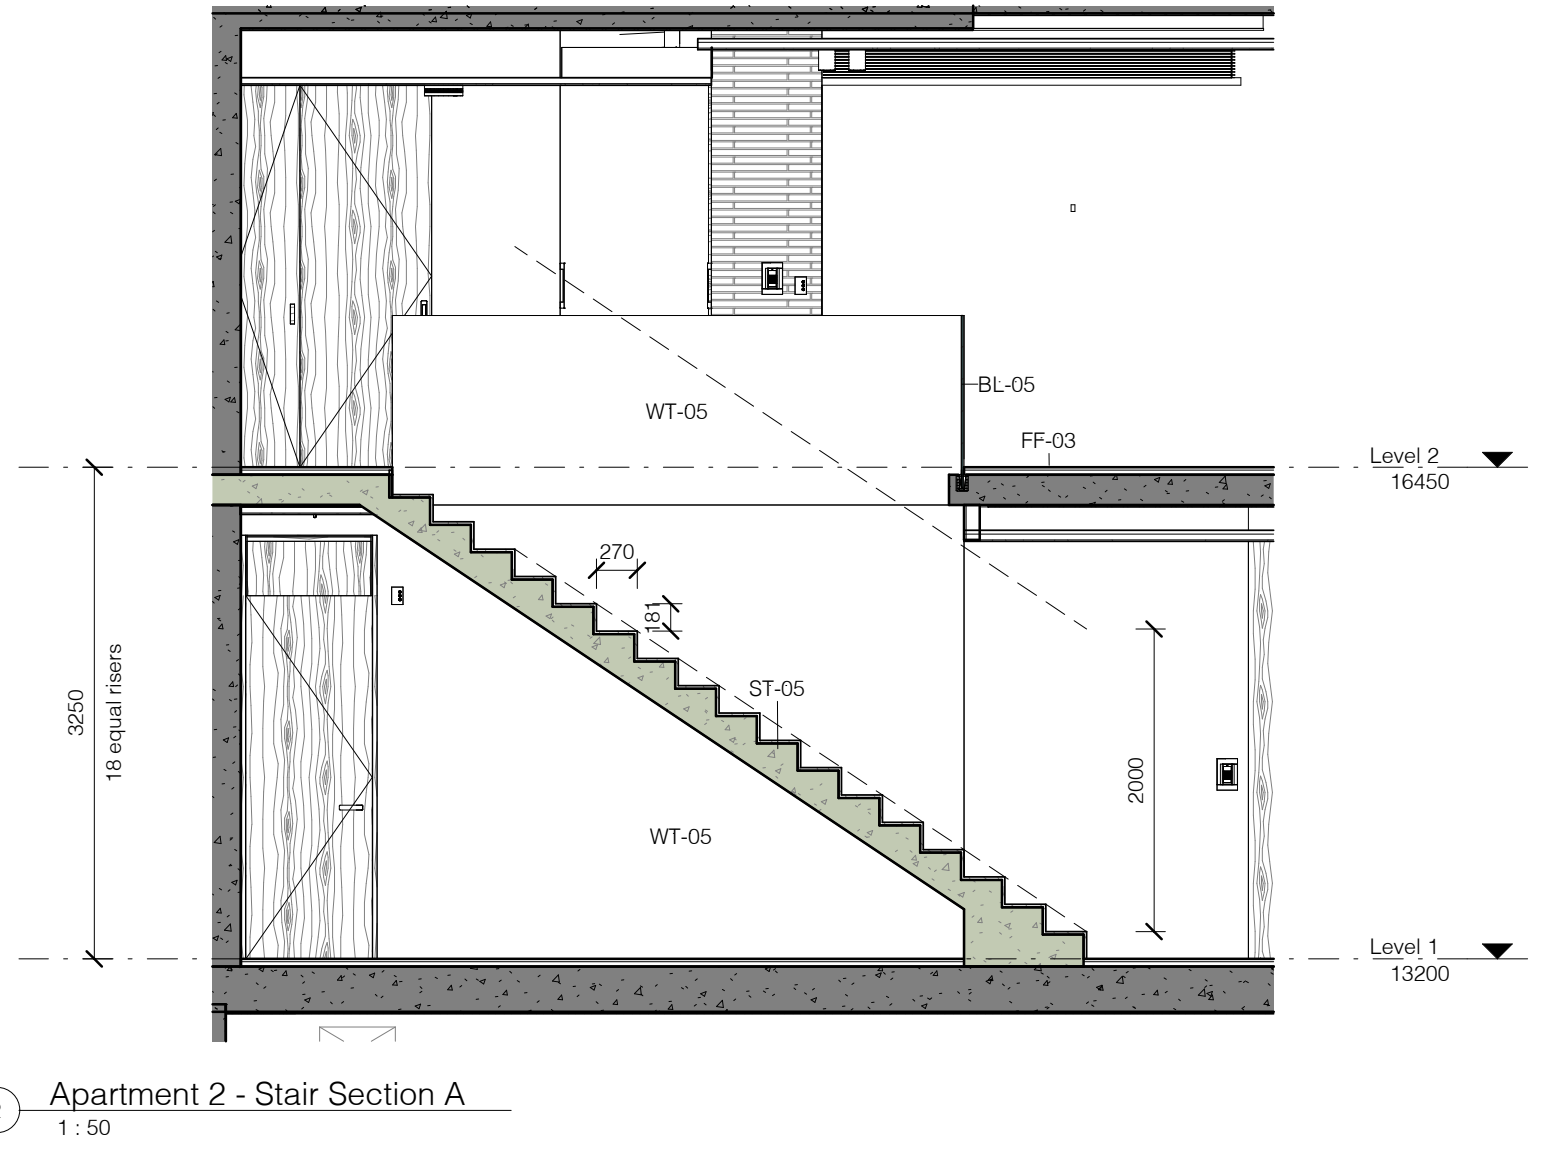 BL-05
WT-05
FF-03
Level 2
16450
270
181
3250
18 equal risers
ST-05
2000
WT-05
Level 1
13200
Apartment 2 - Stair Section A
1 : 50